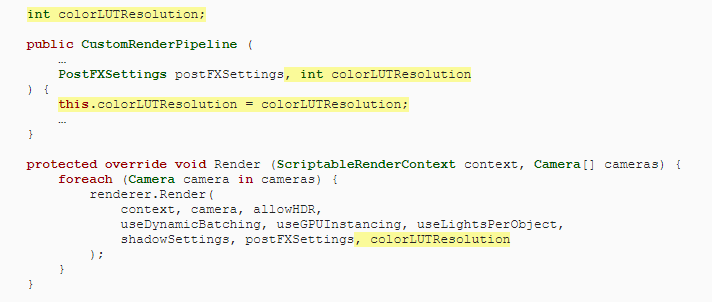 int colorLUTResolution;
public CustomRenderPipeline (
…
PostFXSettings postFXSettings, int colorLUTResolution
) {
this.colorLUTResolution = colorLUTResolution;
…
}
protected override void Render (ScriptableRenderContext context, Camera[] cameras) {
foreach (Camera camera in cameras) {
renderer.Render(
context, camera, allowHDR,
useDynamicBatching, useGPUInstancing, useLightsPerObject,
shadowSettings, postFXSettings, colorLUTResolution
);
}
}